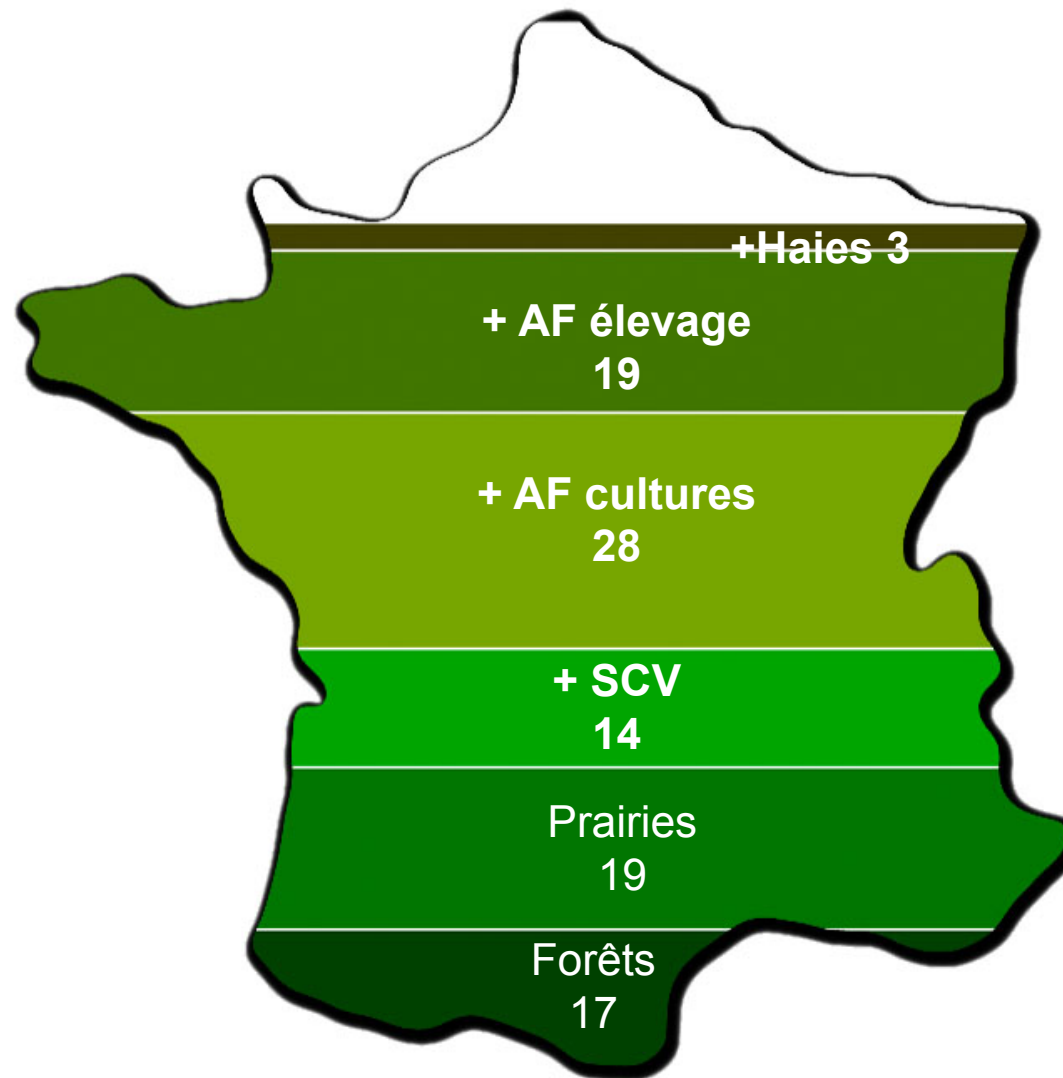 +Haies 3
+ AF élevage
19
+ AF cultures
28
+ SCV
14
Prairies
19
Forêts
17